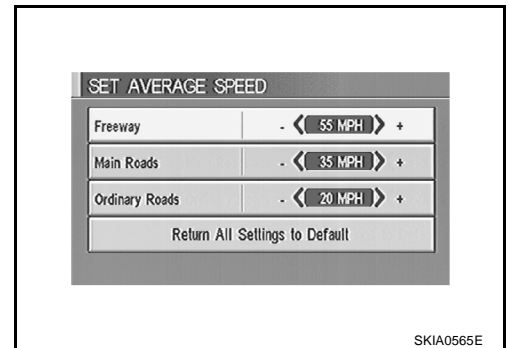 SET AVERAGE SPEED
Freeway - 55 MPH +
Main Roads - 35 MPH +
Ordinary Roads - 20 MPH +
Return All Settings to Default
SKIA0565E